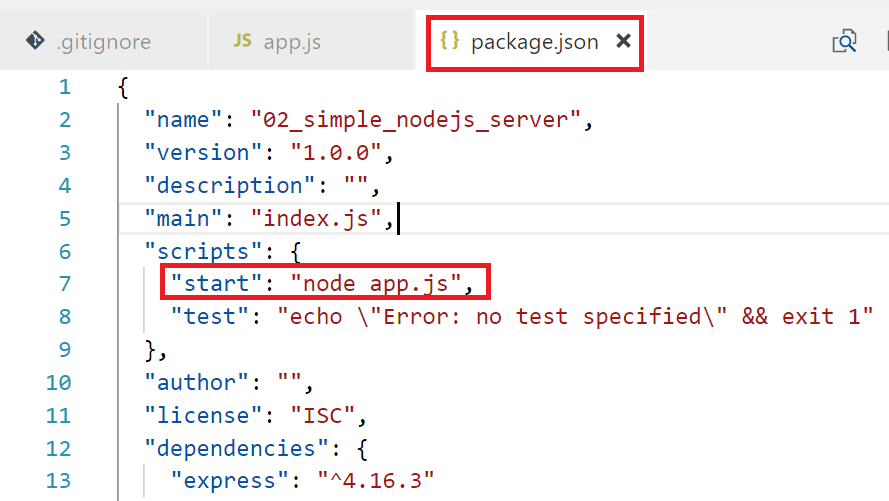 .gitignore JS app.js { } package.json ×
1 {
2 "name": "02_simple_nodejs_server",
3 "version": "1.0.0",
4 "description": "",
5 "main": "index.js",
6 "scripts": {
7 "start": "node app.js",
8 "test": "echo \"Error: no test specified\" && exit 1"
9 },
10 "author": "",
11 "license": "ISC",
12 "dependencies": {
13 "express": "^4.16.3"